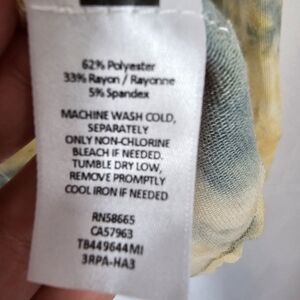 62% Polyester
33% Rayon / Rayonne
5% Spandex
MACHINE WASH COLD,
SEPARATELY
ONLY NON-CHLORINE
BLEACH IF NEEDED.
TUMBLE DRY LOW,
REMOVE PROMPTLY
COOL IRON IF NEEDED
RN58665
CA57963
TB449644MI
3RPA-HA3